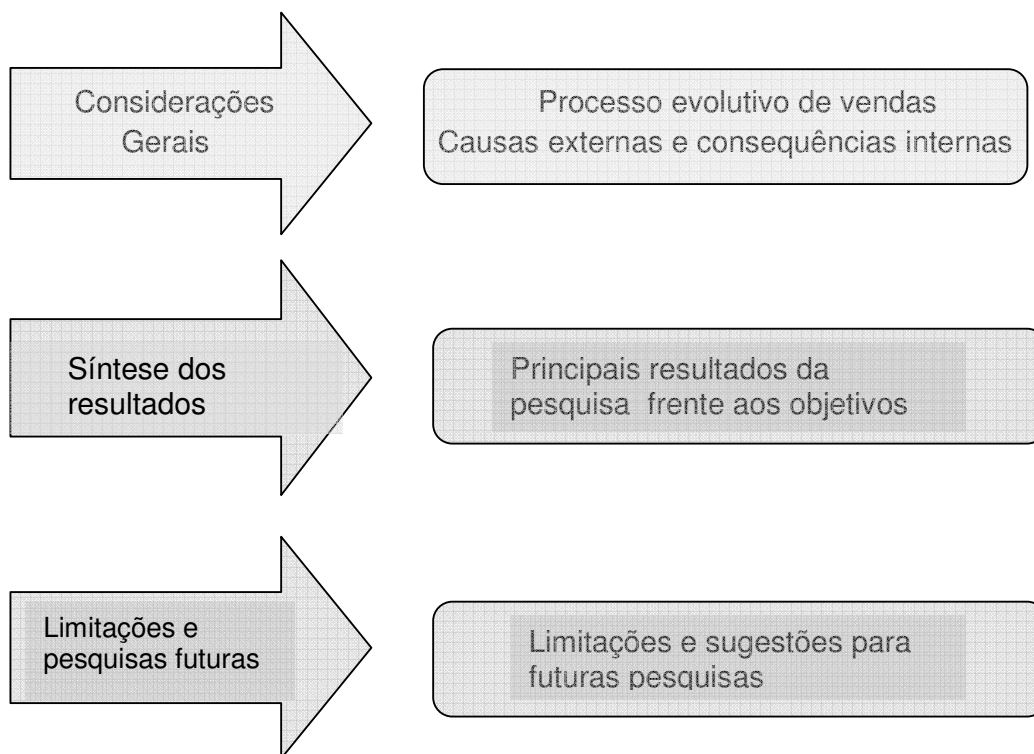 Considerações
Gerais
Processo evolutivo de vendas
Causas externas e consequências internas
Síntese dos
resultados
Principais resultados da
pesquisa frente aos objetivos
Limitações e
pesquisas futuras
Limitações e sugestões para
futuras pesquisas